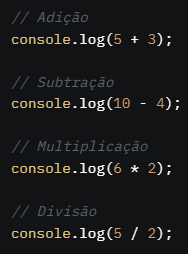 // Adição
console.log(5 + 3);
// Subtração
console.log(10 - 4);
// Multiplicação
console.log(6 * 2);
// Divisão
console.log(5 / 2);